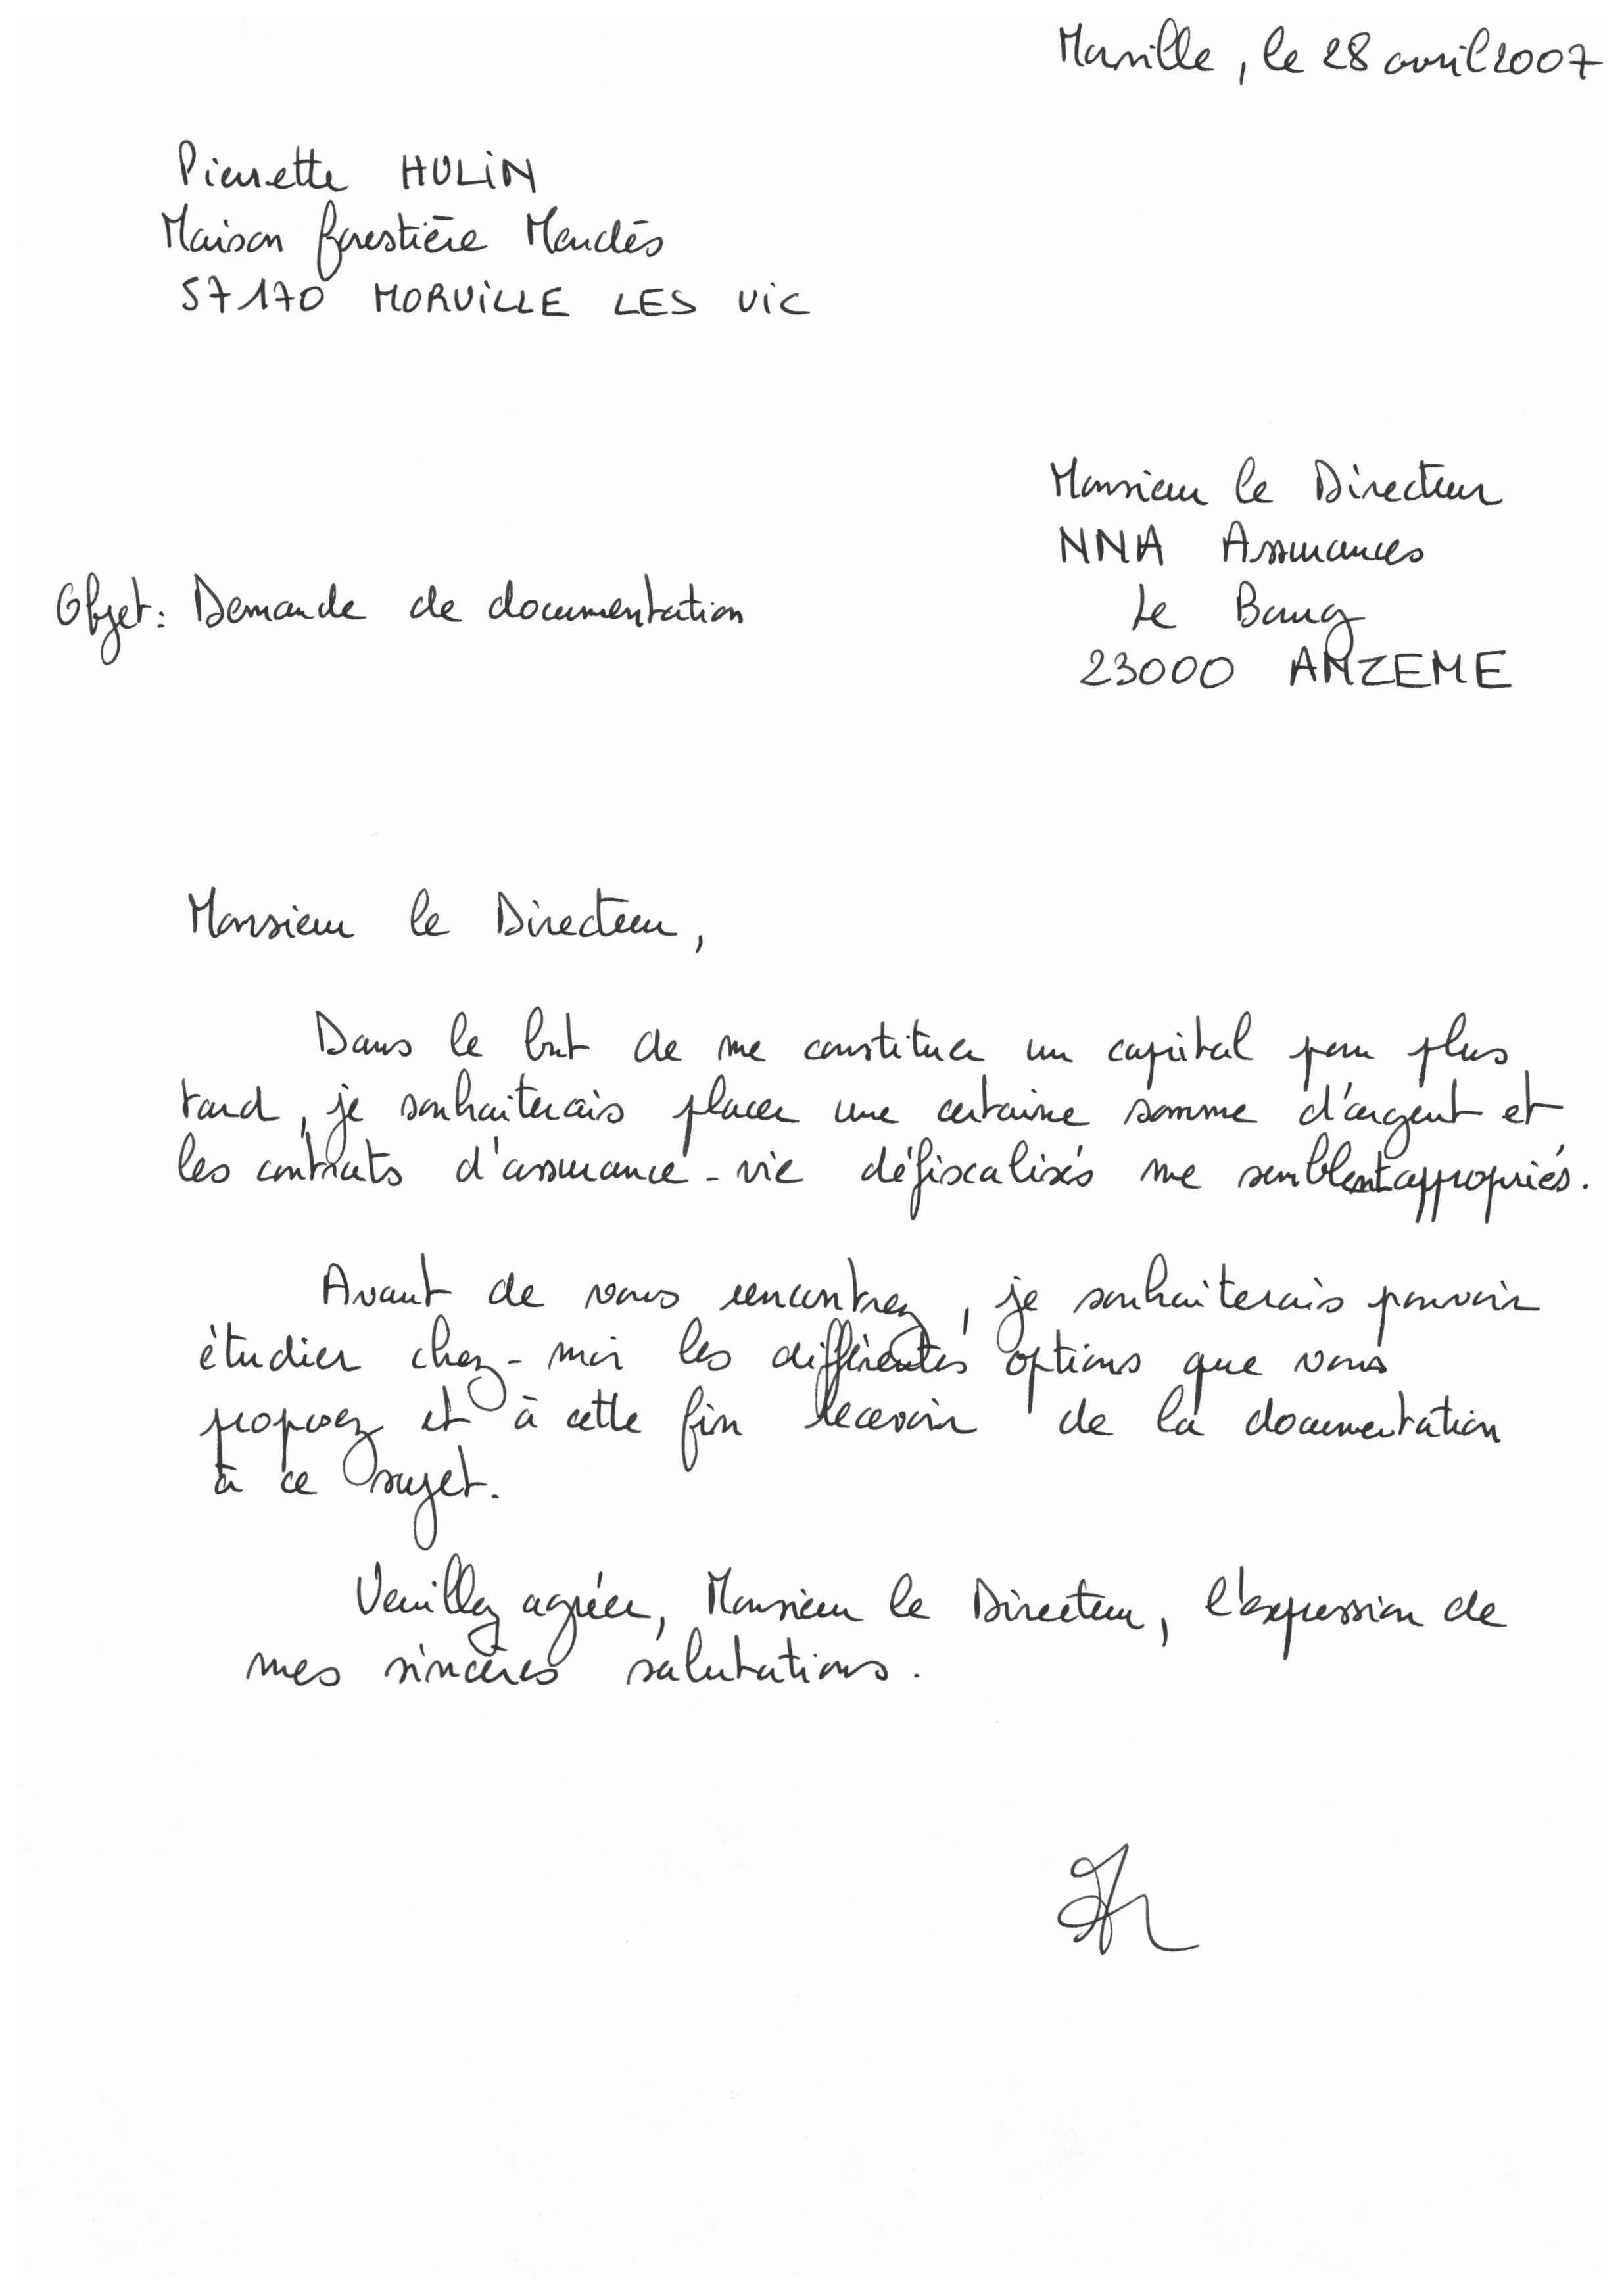 Morville, le 28 avril 2007
Pierrette HULIN
Maison forestière Mendès
57170 MORVILLE LES VIC
Monsieur le Directeur
NNA Assurances
Le Bourg
23000 ANZEME
Objet : Demande de documentation
Monsieur le Directeur,
Dans le but de me constituer un capital pour plus
tard, je souhaiterais placer une certaine somme d'argent et
les contrats d'assurance-vie défiscalisés me semblent appropriés.
Avant de vous rencontrez, je souhaiterais pouvoir
étudier chez-moi les différentes options que vous
proposez et à cette fin recevoir de la documentation
à ce sujet.
Veuillez agréer, Monsieur le Directeur, l'expression de
mes sincères salutations.